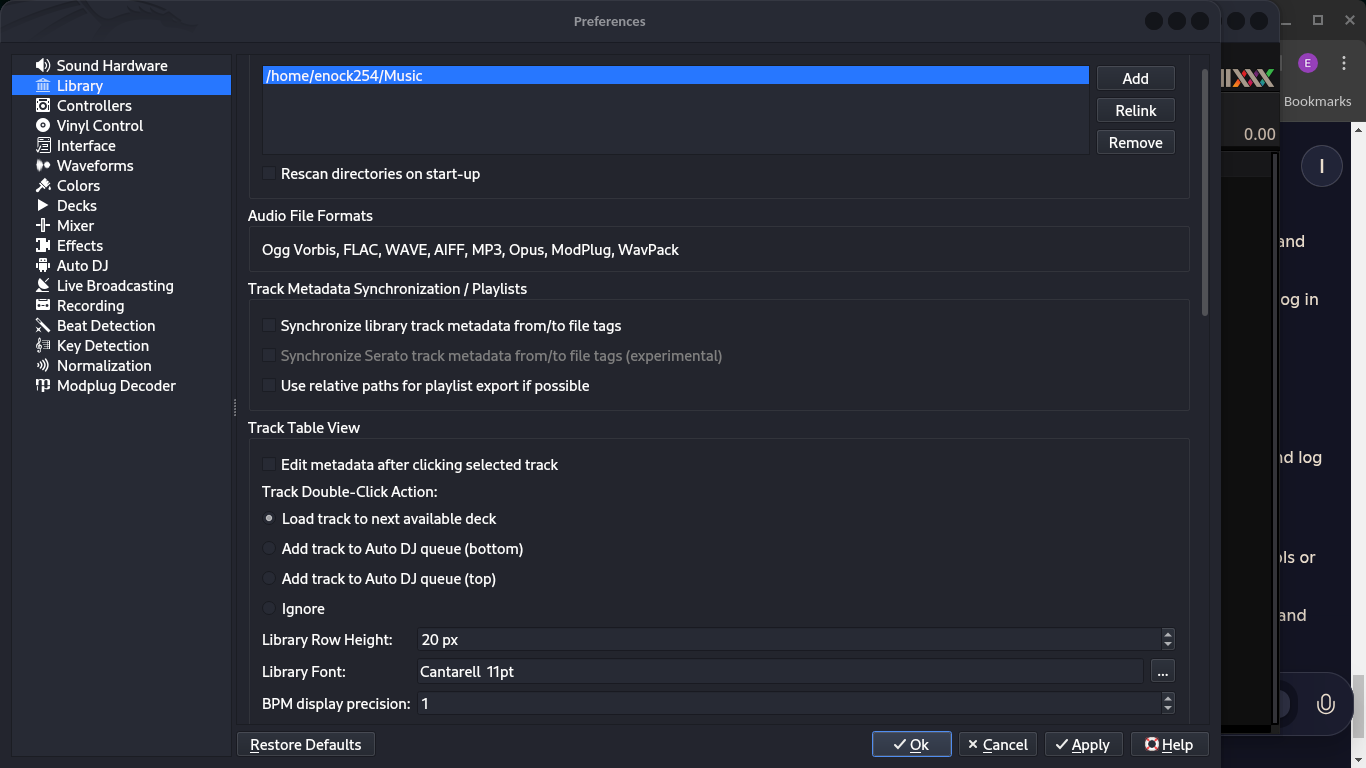 Preferences
Sound Hardware
Library
Controllers
Vinyl Control
Interface
Waveforms
Colors
Decks
Mixer
Effects
Auto DJ
Live Broadcasting
Recording
Beat Detection
Key Detection
Normalization
Modplug Decoder
/home/enock254/Music
Add
Relink
Remove
Rescan directories on start-up
Audio File Formats
Ogg Vorbis, FLAC, WAVE, AIFF, MP3, Opus, ModPlug, WavPack
Track Metadata Synchronization / Playlists
Synchronize library track metadata from/to file tags
Synchronize Serato track metadata from/to file tags (experimental)
Use relative paths for playlist export if possible
Track Table View
Edit metadata after clicking selected track
Track Double-Click Action:
Load track to next available deck
Add track to Auto DJ queue (bottom)
Add track to Auto DJ queue (top)
Ignore
Library Row Height: 20 px
Library Font: Cantarell 11pt ...
BPM display precision: 1
Restore Defaults
Ok
Cancel
Apply
Help
E
Bookmarks
0.00
I
and
og in
nd log
ols or
and